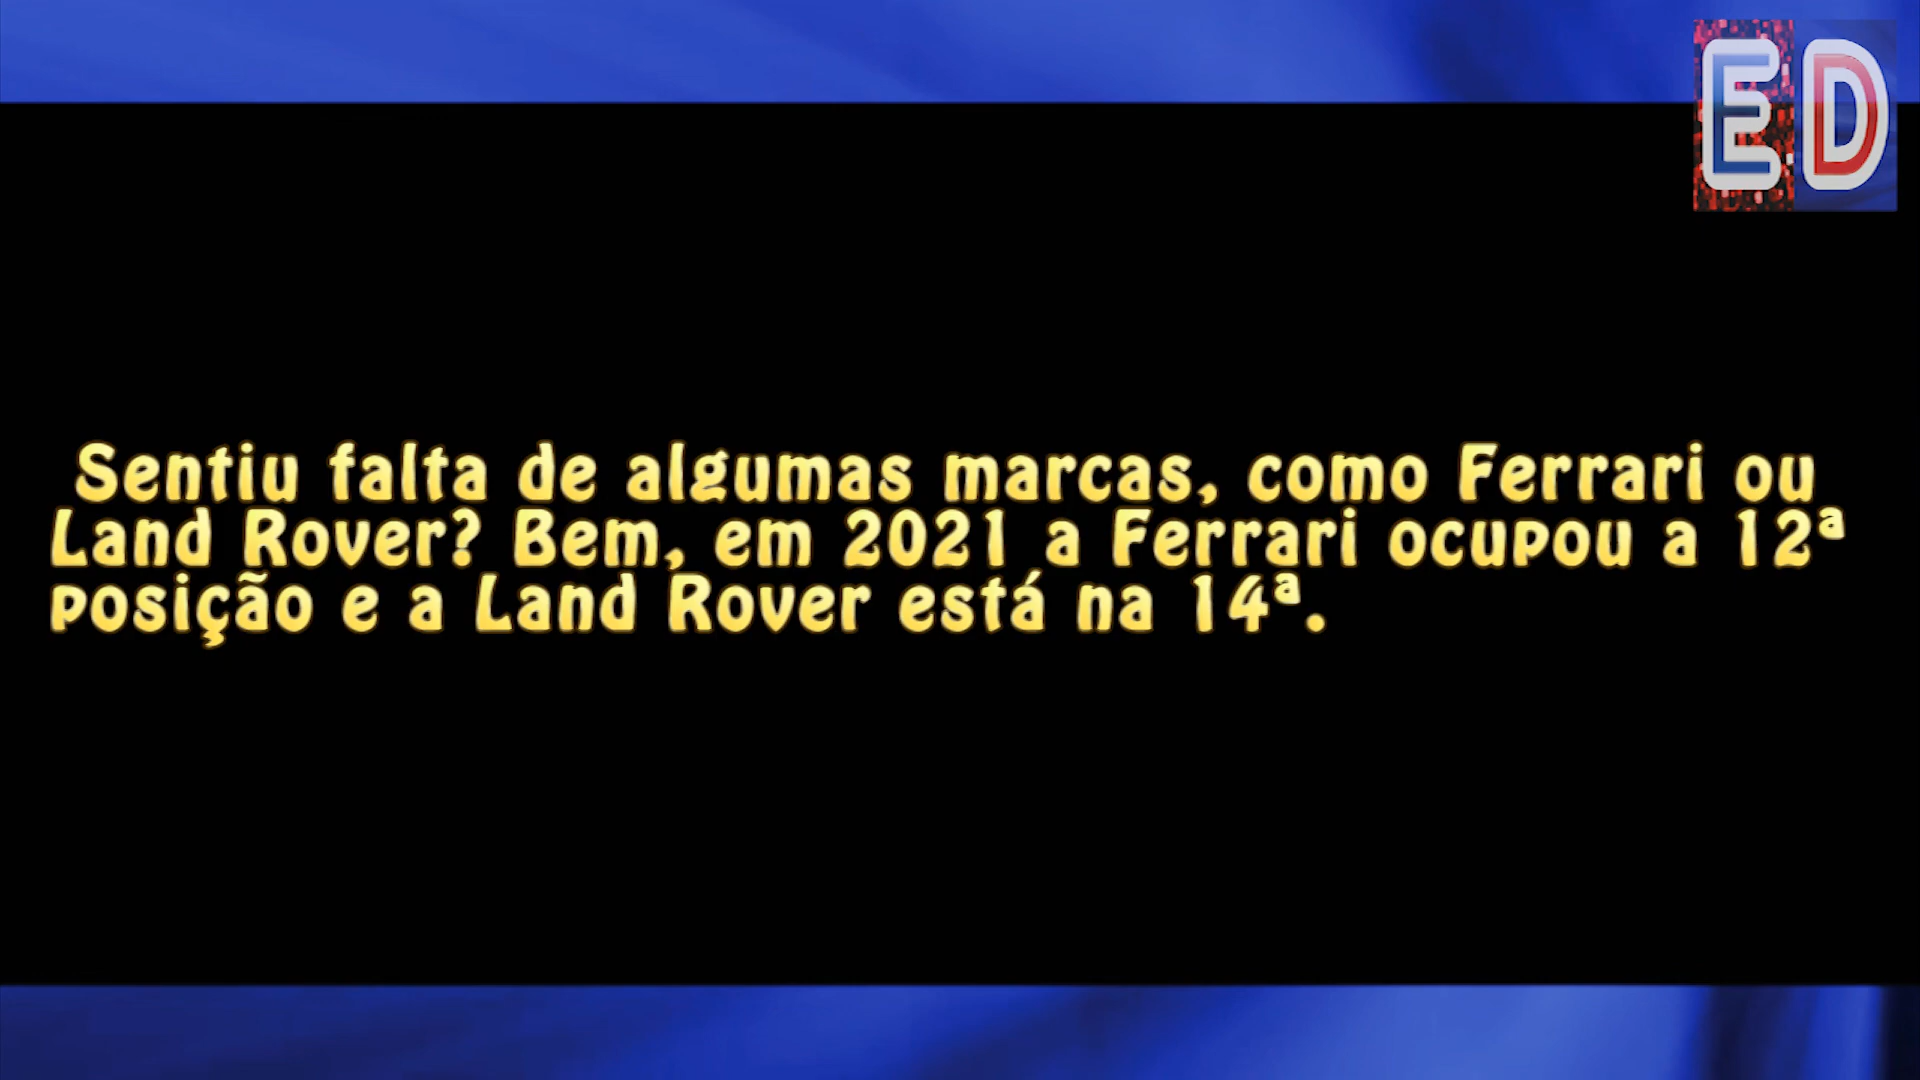 ED
Sentiu falta de algumas marcas, como Ferrari ou
Land Rover? Bem, em 2021 a Ferrari ocupou a 12ª
posição e a Land Rover está na 14ª.